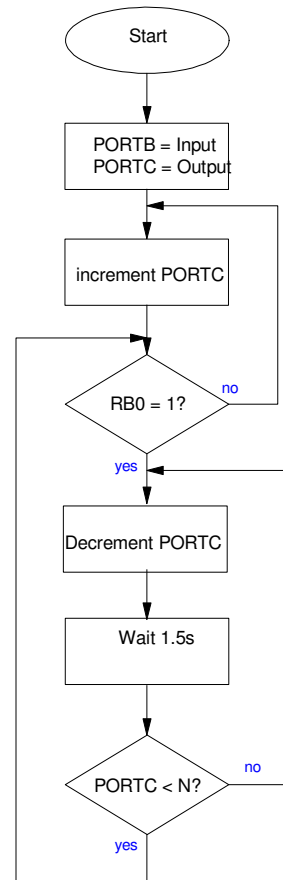 Start
PORTB = Input
PORTC = Output
increment PORTC
RB0 = 1?
no
yes
Decrement PORTC
Wait 1.5s
PORTC < N?
no
yes